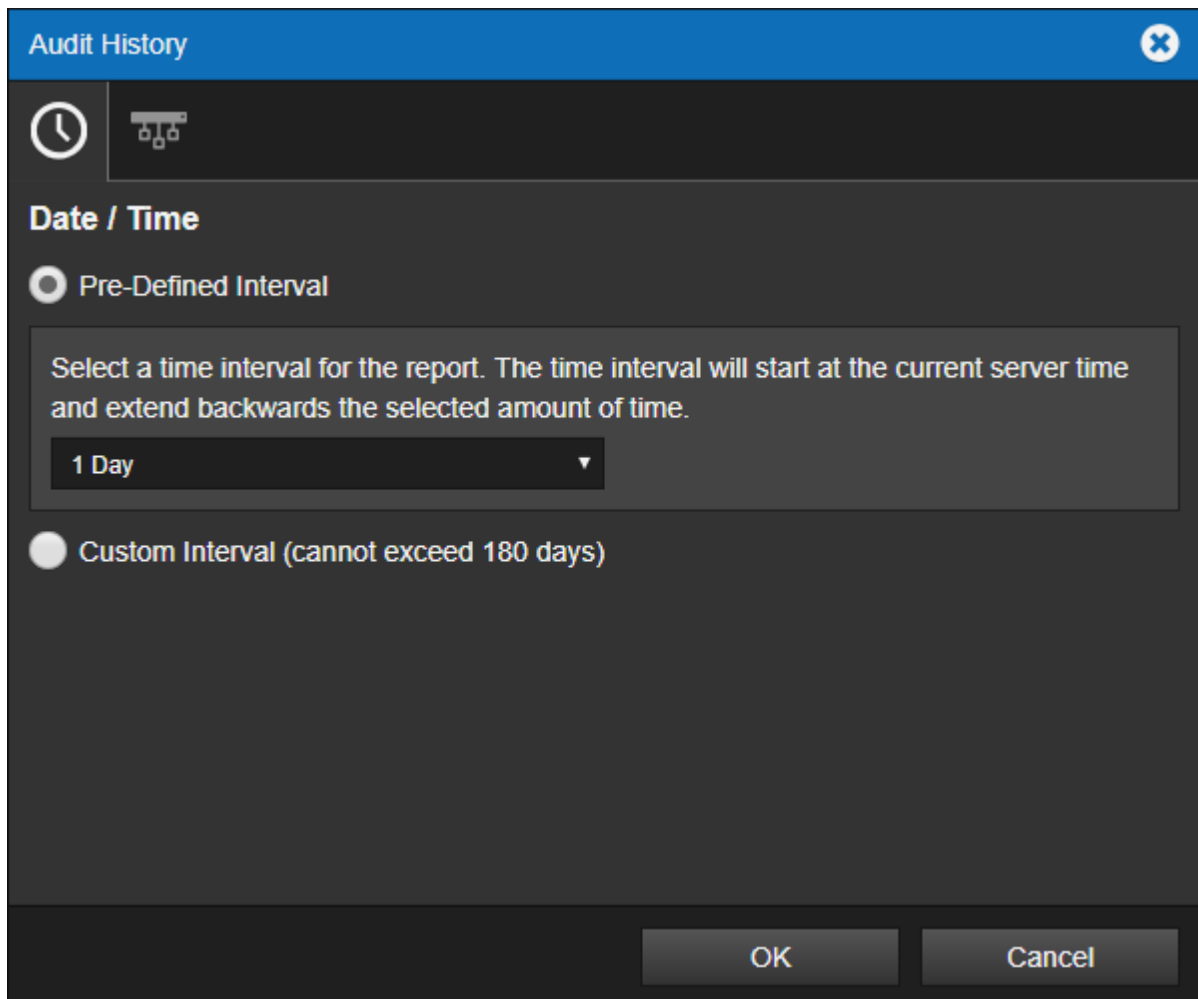 Audit History
Date / Time
Pre-Defined Interval
Select a time interval for the report. The time interval will start at the current server time
and extend backwards the selected amount of time.
1 Day
Custom Interval (cannot exceed 180 days)
OK
Cancel